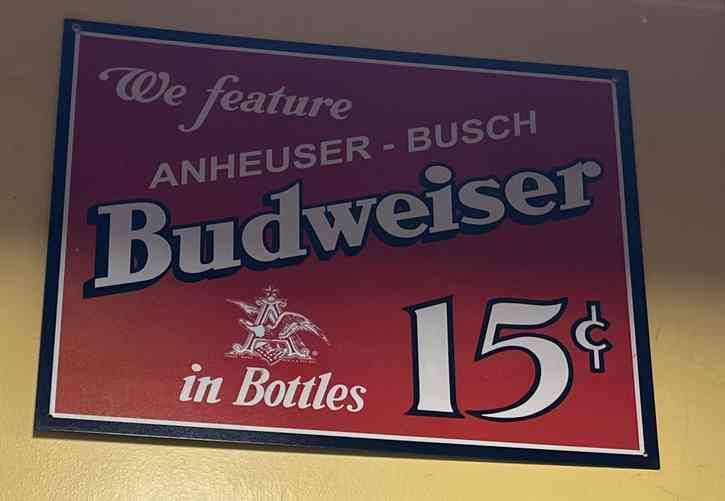 We feature
ANHEUSER - BUSCH
Budweiser
in Bottles
15¢